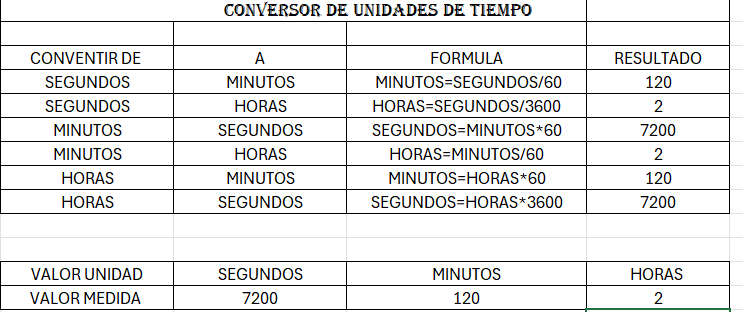 CONVERSOR DE UNIDADES DE TIEMPO
CONVENTIR DE A FORMULA RESULTADO
SEGUNDOS MINUTOS MINUTOS=SEGUNDOS/60 120
SEGUNDOS HORAS HORAS=SEGUNDOS/3600 2
MINUTOS SEGUNDOS SEGUNDOS=MINUTOS*60 7200
MINUTOS HORAS HORAS=MINUTOS/60 2
HORAS MINUTOS MINUTOS=HORAS*60 120
HORAS SEGUNDOS SEGUNDOS=HORAS*3600 7200
VALOR UNIDAD SEGUNDOS MINUTOS HORAS
VALOR MEDIDA 7200 120 2